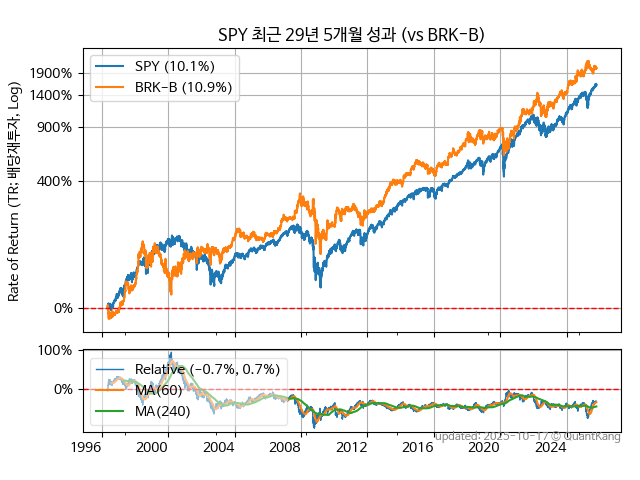 SPY 최근 29년 5개월 성과 (vs BRK-B)
SPY (10.1%)
BRK-B (10.9%)
1900%
1400%
900%
400%
0%
Rate of Return (TR; 배당재투자, Log)
100%
0%
Relative (-0.7%, 0.7%)
MA(60)
MA(240)
1996 2000 2004 2008 2012 2016 2020 2024
updated: 2025-10-17 © QuantKang